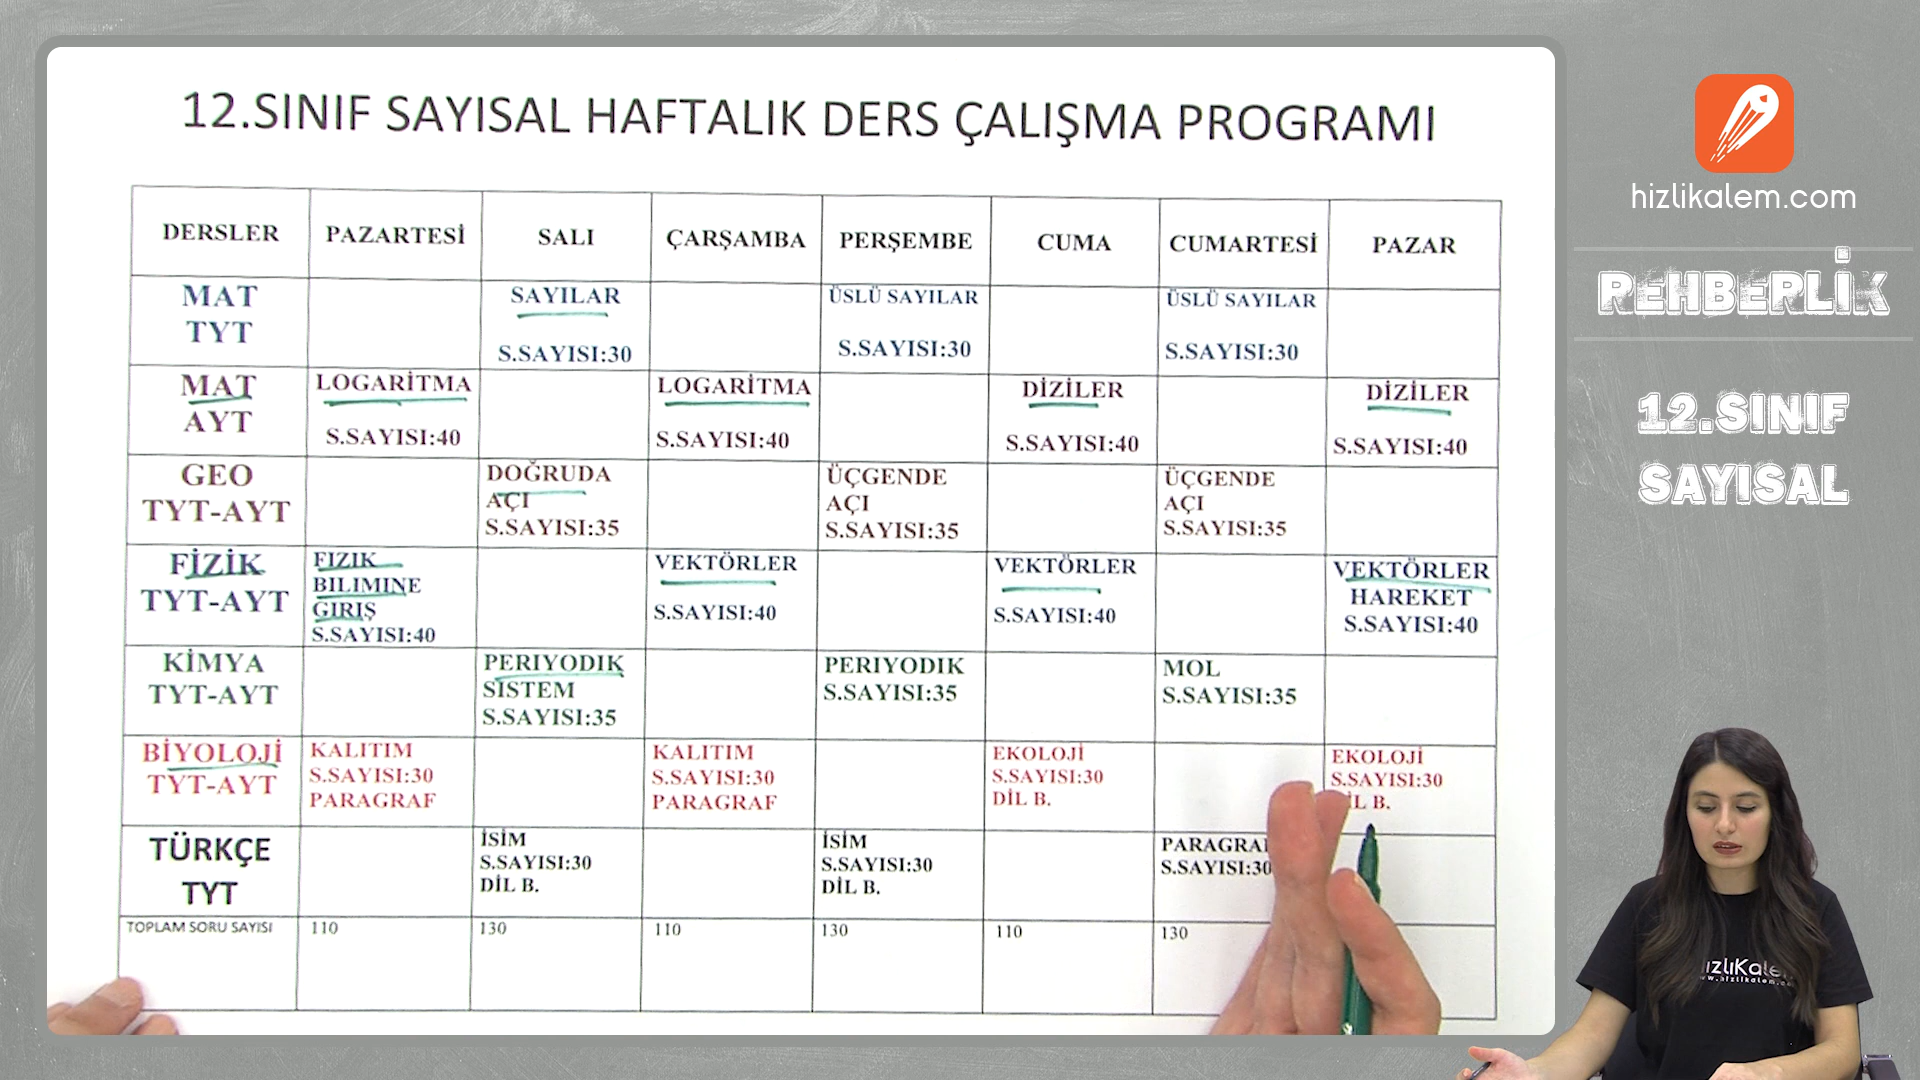 12.SINIF SAYISAL HAFTALIK DERS ÇALIŞMA PROGRAMI
DERSLER PAZARTESİ SALI ÇARŞAMBA PERŞEMBE CUMA CUMARTESİ PAZAR
MAT
TYT
SAYILAR
S.SAYISI:30
ÜSLÜ SAYILAR
S.SAYISI:30
ÜSLÜ SAYILAR
S.SAYISI:30
MAT
AYT
LOGARİTMA
S.SAYISI:40
LOGARİTMA
S.SAYISI:40
DİZİLER
S.SAYISI:40
DİZİLER
S.SAYISI:40
GEO
TYT-AYT
DOĞRUDA
AÇI
S.SAYISI:35
ÜÇGENDE
AÇI
S.SAYISI:35
ÜÇGENDE
AÇI
S.SAYISI:35
FİZİK
TYT-AYT
FIZIK
BILIMINE
GIRIŞ
S.SAYISI:40
VEKTÖRLER
S.SAYISI:40
VEKTÖRLER
S.SAYISI:40
VEKTÖRLER
HAREKET
S.SAYISI:40
KİMYA
TYT-AYT
PERIYODIK
SISTEM
S.SAYISI:35
PERIYODIK
S.SAYISI:35
MOL
S.SAYISI:35
BİYOLOJİ
TYT-AYT
KALITIM
S.SAYISI:30
PARAGRAF
KALITIM
S.SAYISI:30
PARAGRAF
EKOLOJİ
S.SAYISI:30
DİL B.
EKOLOJİ
S.SAYISI:30
B.
TÜRKÇE
TYT
İSİM
S.SAYISI:30
DİL B.
İSİM
S.SAYISI:30
DİL B.
S.SAYISI:30
TOPLAM SORU SAYISI 110 130 110 130 110 130
hizlikalem.com
REHBERLİK
12.SINIF
SAYISAL